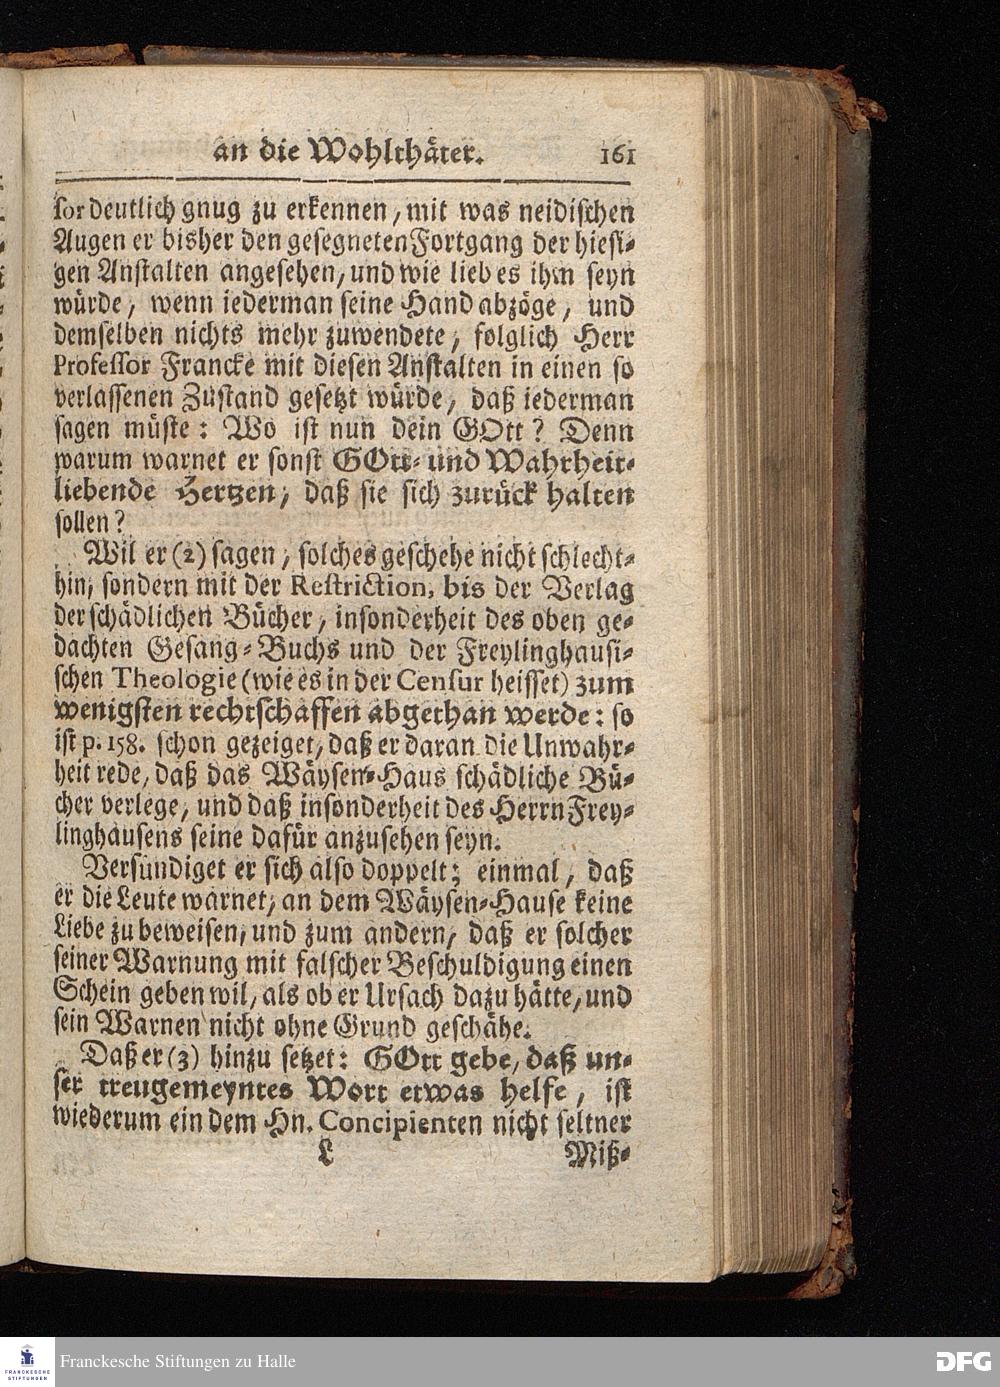 an die Wohlthäter. 161
sor deutlich gnug zu erkennen, mit was neidischen
Augen er bisher den gesegneten Fortgang der hiesi-
gen Anstalten angesehen, und wie lieb es ihm seyn
würde, wenn iederman seine Hand abzöge, und
demselben nichts mehr zuwendete, folglich Herr
Professor Francke mit diesen Anstalten in einen so
verlassenen Zustand gesetzt würde, daß iederman
sagen müste: Wo ist nun dein GOtt? Denn
warum warnet er sonst GOtt- und Wahrheit-
liebende Hertzen, daß sie sich zurück halten
sollen?
Wil er (2) sagen, solches geschehe nicht schlecht-
hin, sondern mit der Restriction, bis der Verlag
der schädlichen Bücher, insonderheit des oben ge-
dachten Gesang-Buchs und der Freylinghausi-
schen Theologie (wie es in der Censur heisset) zum
wenigsten rechtschaffen abgethan werde: so
ist p. 158. schon gezeiget, daß er daran die Unwahr-
heit rede, daß das Wäysen-Haus schädliche Bü-
cher verlege, und daß insonderheit des Herrn Frey-
linghausens seine dafür anzusehen seyn.
Versündiget er sich also doppelt; einmal, daß
er die Leute warnet, an dem Wäysen-Hause keine
Liebe zu beweisen, und zum andern, daß er solcher
seiner Warnung mit falscher Beschuldigung einen
Schein geben wil, als ob er Ursach dazu hätte, und
sein Warnen nicht ohne Grund geschähe.
Daß er (3) hinzu setzet: GOtt gebe, daß un-
ser treugemeyntes Wort etwas helfe, ist
wiederum ein dem Hn. Concipienten nicht seltner
L Miß-
FRANCKESCHE
STIFTUNGEN
Franckesche Stiftungen zu Halle
DFG